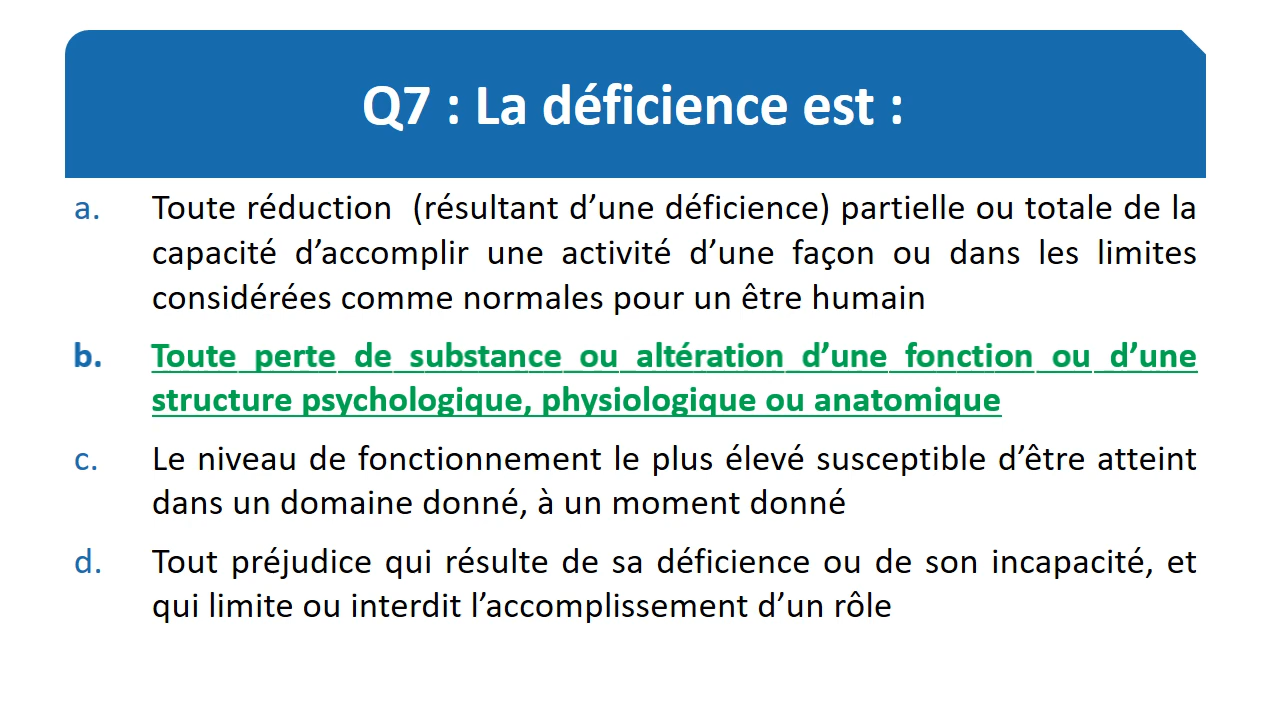 Q7 : La déficience est :
a. Toute réduction (résultant d’une déficience) partielle ou totale de la
capacité d’accomplir une activité d’une façon ou dans les limites
considérées comme normales pour un être humain
b. Toute perte de substance ou altération d’une fonction ou d’une
structure psychologique, physiologique ou anatomique
c. Le niveau de fonctionnement le plus élevé susceptible d’être atteint
dans un domaine donné, à un moment donné
d. Tout préjudice qui résulte de sa déficience ou de son incapacité, et
qui limite ou interdit l’accomplissement d’un rôle